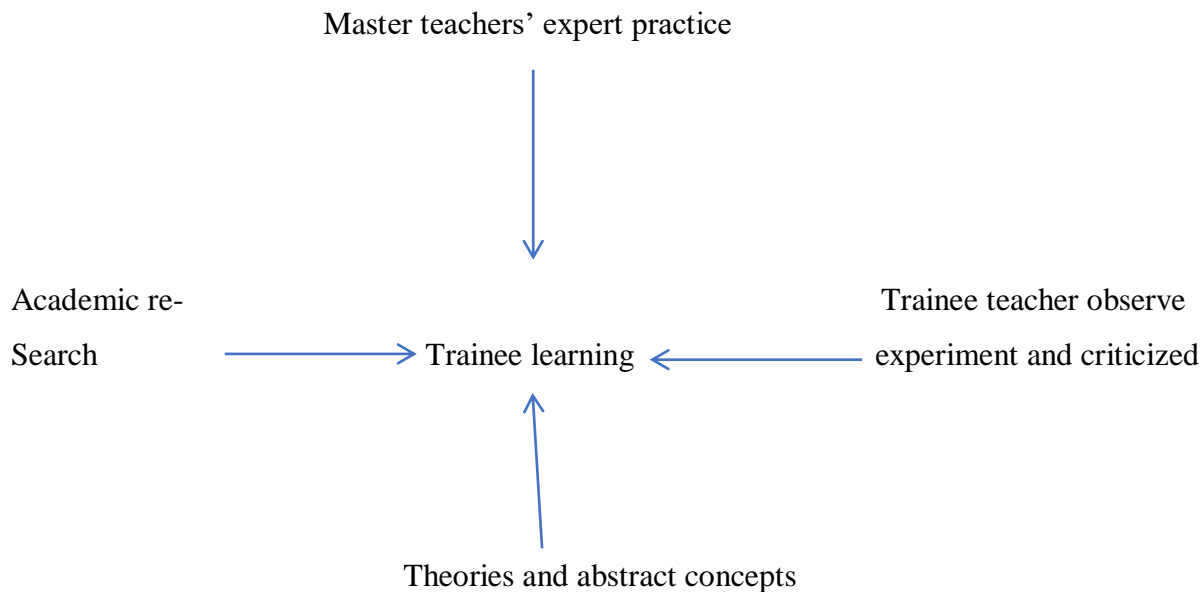 Master teachers’ expert practice
Academic re-
Search
Trainee learning
Trainee teacher observe
experiment and criticized
Theories and abstract concepts